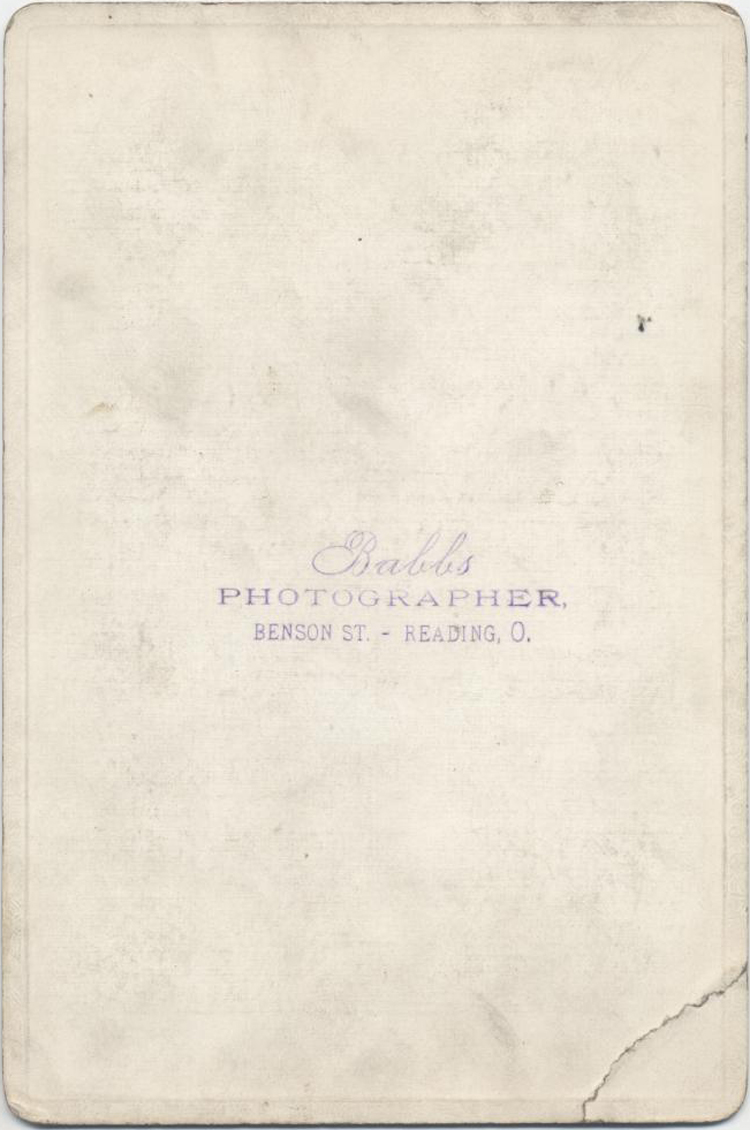 Babbs
PHOTOGRAPHER,
BENSON ST. - READING, O.